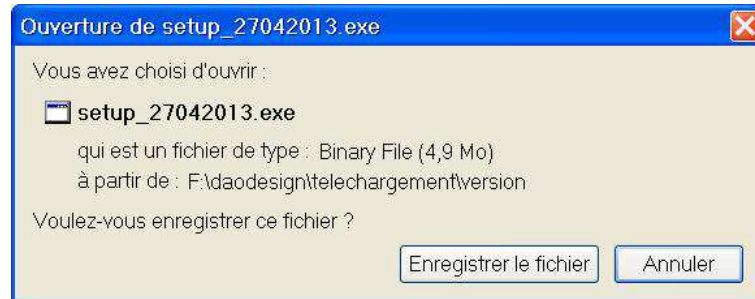 Ouverture de setup_27042013.exe
Vous avez choisi d'ouvrir :
setup_27042013.exe
qui est un fichier de type : Binary File (4,9 Mo)
à partir de : F:\daodesign\telechargement\version
Voulez-vous enregistrer ce fichier ?
Enregistrer le fichier Annuler